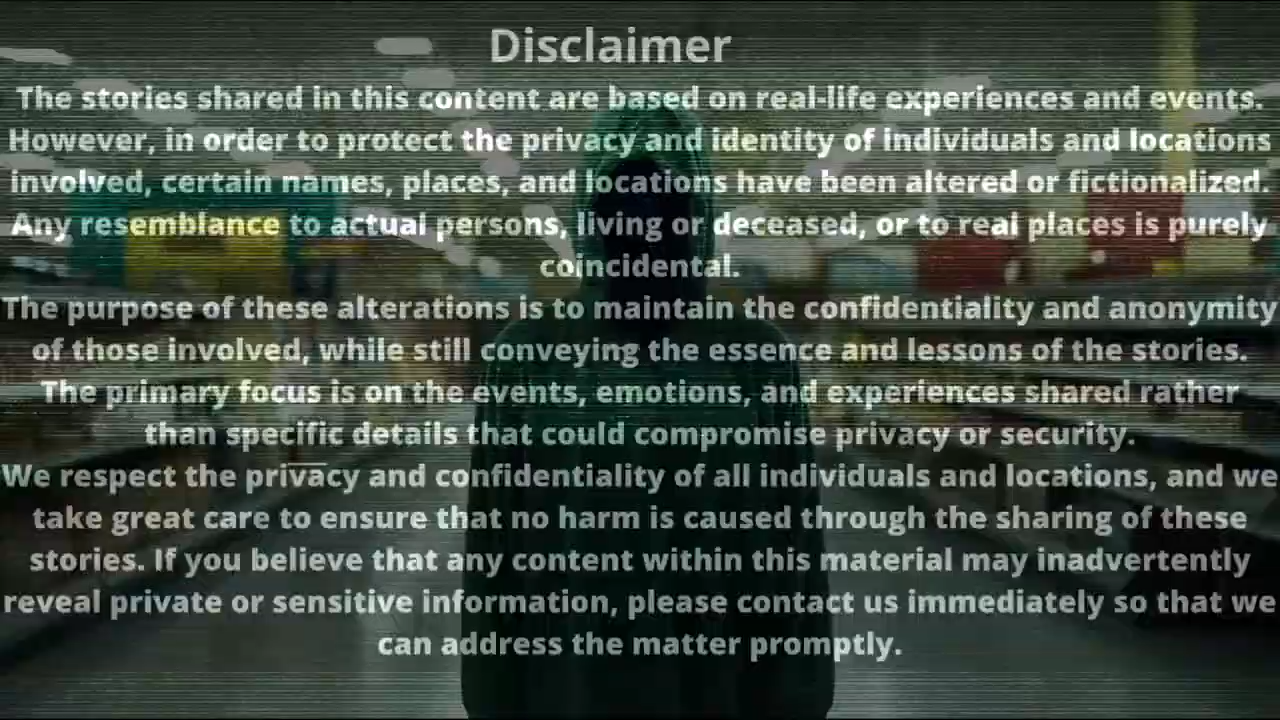 Disclaimer
The stories shared in this content are based on real-life experiences and events.
However, in order to protect the privacy and identity of individuals and locations
involved, certain names, places, and locations have been altered or fictionalized.
Any resemblance to actual persons, living or deceased, or to real places is purely
coincidental.
The purpose of these alterations is to maintain the confidentiality and anonymity
of those involved, while still conveying the essence and lessons of the stories.
The primary focus is on the events, emotions, and experiences shared rather
than specific details that could compromise privacy or security.
We respect the privacy and confidentiality of all individuals and locations, and we
take great care to ensure that no harm is caused through the sharing of these
stories. If you believe that any content within this material may inadvertently
reveal private or sensitive information, please contact us immediately so that we
can address the matter promptly.